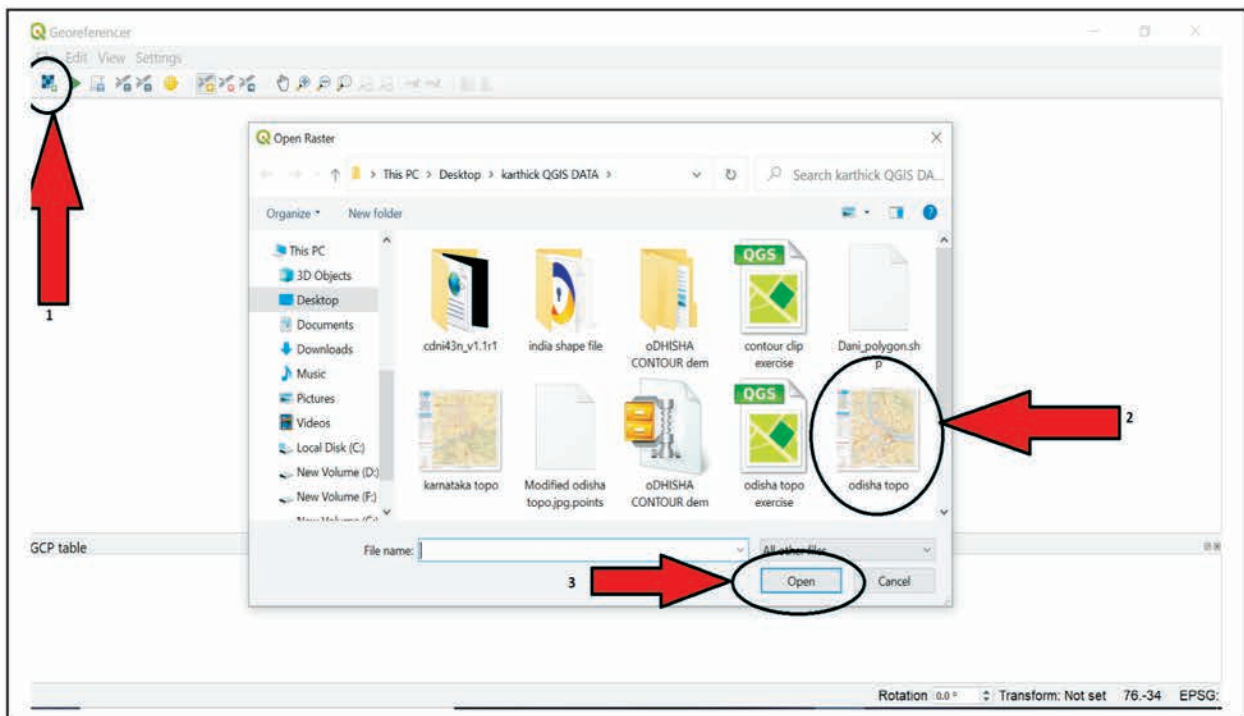 Georeferencer
Edit View Settings
1
Open Raster
This PC > Desktop > karthick QGIS DATA >
Search karthick QGIS DA...
Organize
New folder
This PC
3D Objects
Desktop
Documents
Downloads
Music
Pictures
Videos
Local Disk (C:)
New Volume (D:)
New Volume (F:)
cdni43n_v1.1r1
india shape file
oDHISHA
CONTOUR dem
QGS
contour clip
exercise
Dani_polygon.sh
p
karnataka topo
Modified odisha
topo.jpg.points
oDHISHA
CONTOUR dem
QGS
odisha topo
exercise
odisha topo
2
File name:
All other files
3
Open
Cancel
GCP table
Rotation 0.0 °
Transform: Not set
76,-34
EPSG: